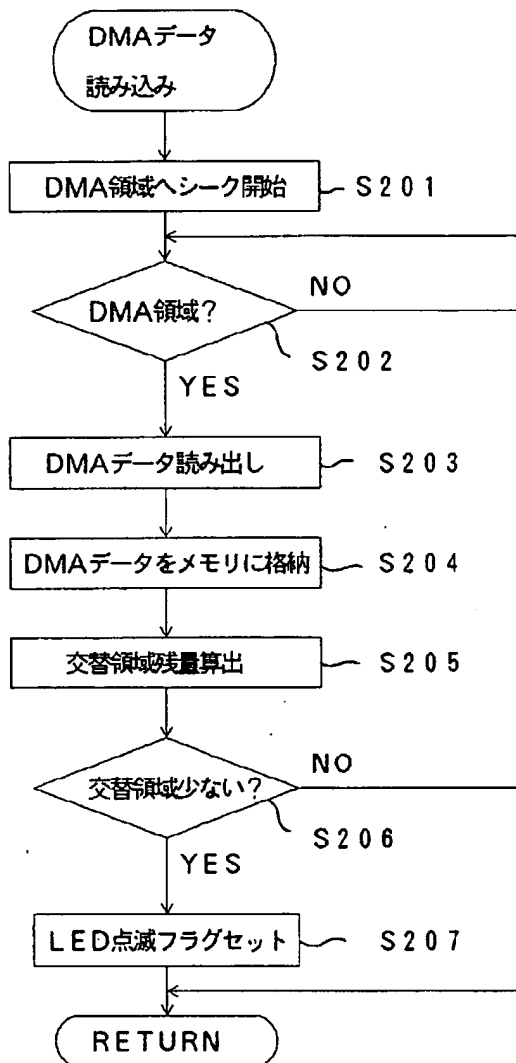 DMAデータ
読み込み
DMA領域へシーク開始
S201
DMA領域?
NO
S202
YES
DMAデータ読み出し
S203
DMAデータをメモリに格納
S204
交替領域残量算出
S205
交替領域少ない?
NO
S206
YES
LED点滅フラグセット
S207
RETURN